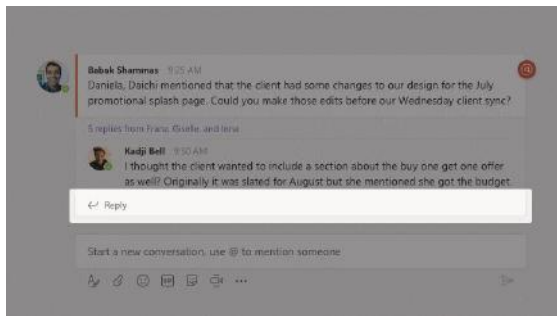 Babak Shammas 9:25 AM
Daniela, Daichi mentioned that the client had some changes to our design for the July
promotional splash page. Could you make those edits before our Wednesday client sync?
5 replies from Franz, Giselle, and Iona
Kadji Bell 9:50 AM
I thought the client wanted to include a section about the buy one get one offer
as well? Originally it was slated for August but she mentioned she got the budget
Reply
Start a new conversation, use @ to mention someone